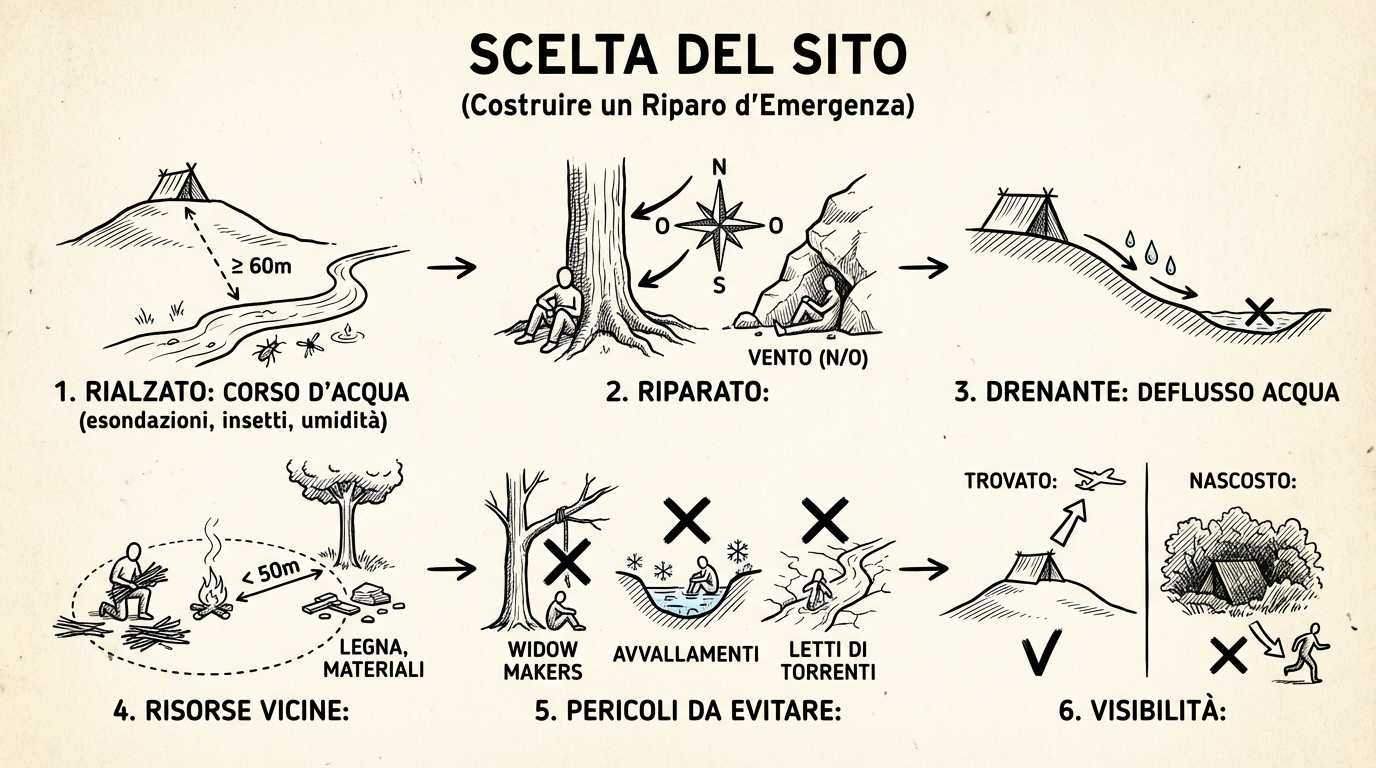 SCELTA DEL SITO
(Costruire un Riparo d'Emergenza)
≥ 60m
1. RIALZATO: CORSO D'ACQUA
(esondazioni, insetti, umidità)
N
O
O
S
VENTO (N/O)
2. RIPARATO:
3. DRENANTE: DEFLUSSO ACQUA
< 50m
LEGNA,
MATERIALI
4. RISORSE VICINE:
WIDOW
MAKERS
AVVALLAMENTI
LETTI DI
TORRENTI
5. PERICOLI DA EVITARE:
TROVATO:
NASCOSTO:
6. VISIBILITÀ: